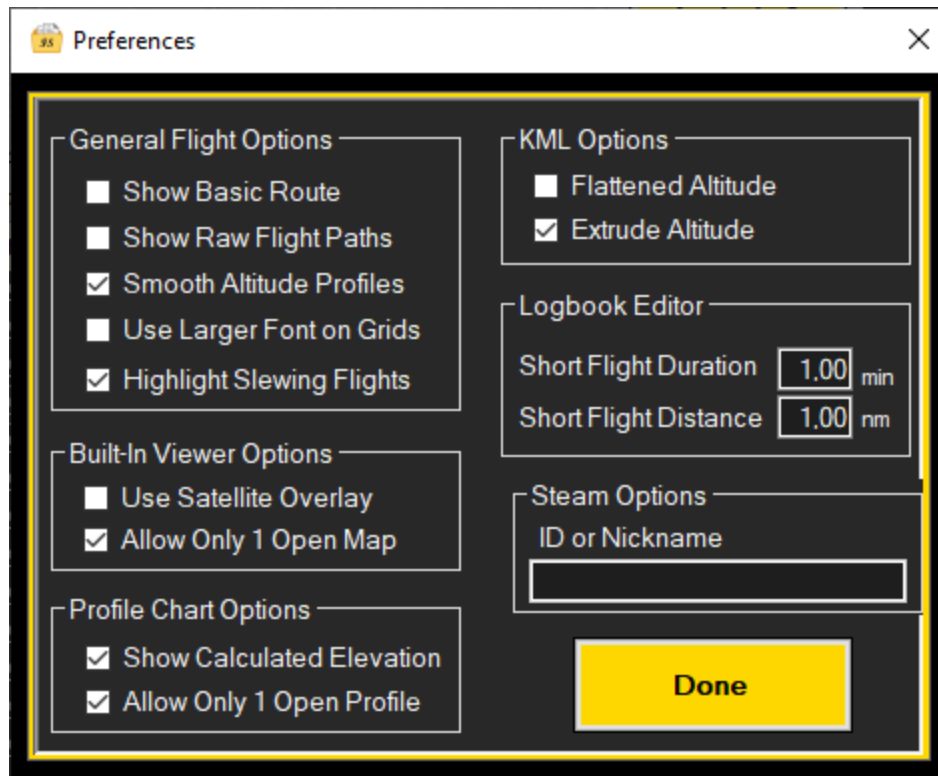 Preferences
General Flight Options
Show Basic Route
Show Raw Flight Paths
Smooth Altitude Profiles
Use Larger Font on Grids
Highlight Slewing Flights
Built-In Viewer Options
Use Satellite Overlay
Allow Only 1 Open Map
Profile Chart Options
Show Calculated Elevation
Allow Only 1 Open Profile
KML Options
Flattened Altitude
Extrude Altitude
Logbook Editor
Short Flight Duration 1.00 min
Short Flight Distance 1.00 nm
Steam Options
ID or Nickname
Done